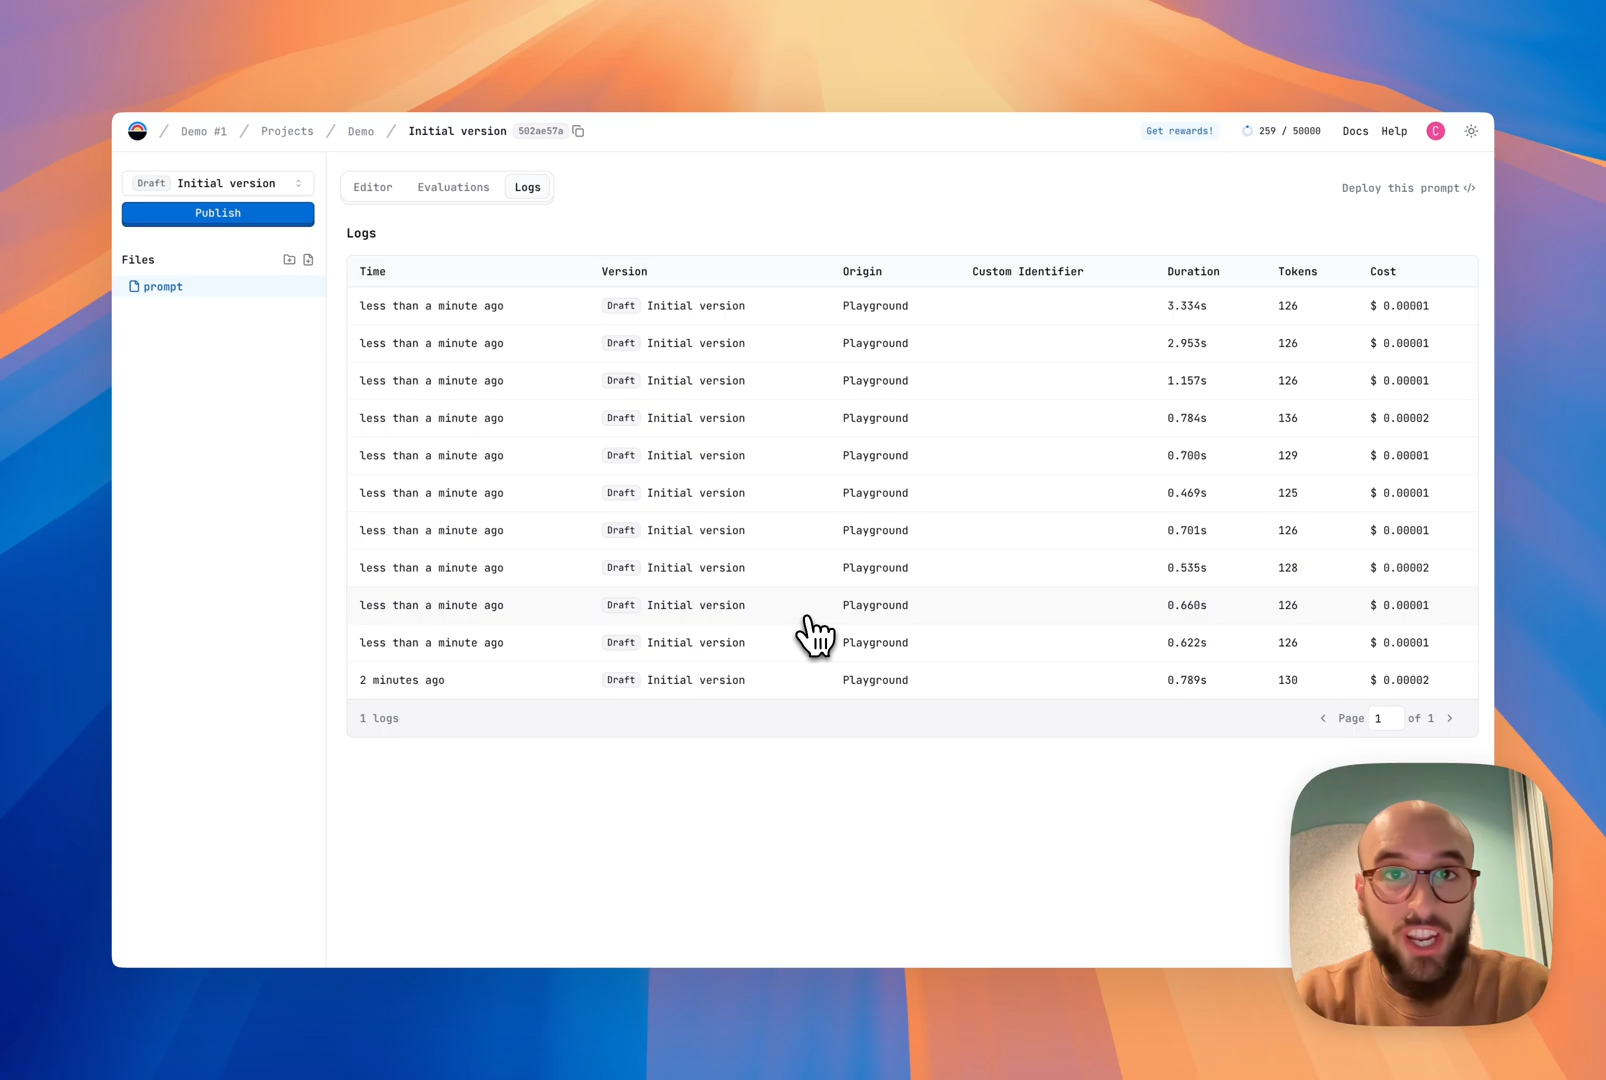 / Demo #1 / Projects / Demo / Initial version 502ae57a Get rewards! 259 / 50000 Docs Help C
Draft Initial version
Publish
Files
prompt
Editor Evaluations Logs Deploy this prompt </>
Logs
Time Version Origin Custom Identifier Duration Tokens Cost
less than a minute ago Draft Initial version Playground 3.334s 126 $ 0.00001
less than a minute ago Draft Initial version Playground 2.953s 126 $ 0.00001
less than a minute ago Draft Initial version Playground 1.157s 126 $ 0.00001
less than a minute ago Draft Initial version Playground 0.784s 136 $ 0.00002
less than a minute ago Draft Initial version Playground 0.700s 129 $ 0.00001
less than a minute ago Draft Initial version Playground 0.469s 125 $ 0.00001
less than a minute ago Draft Initial version Playground 0.701s 126 $ 0.00001
less than a minute ago Draft Initial version Playground 0.535s 128 $ 0.00002
less than a minute ago Draft Initial version Playground 0.660s 126 $ 0.00001
less than a minute ago Draft Initial version Playground 0.622s 126 $ 0.00001
2 minutes ago Draft Initial version Playground 0.789s 130 $ 0.00002
1 logs Page 1 of 1